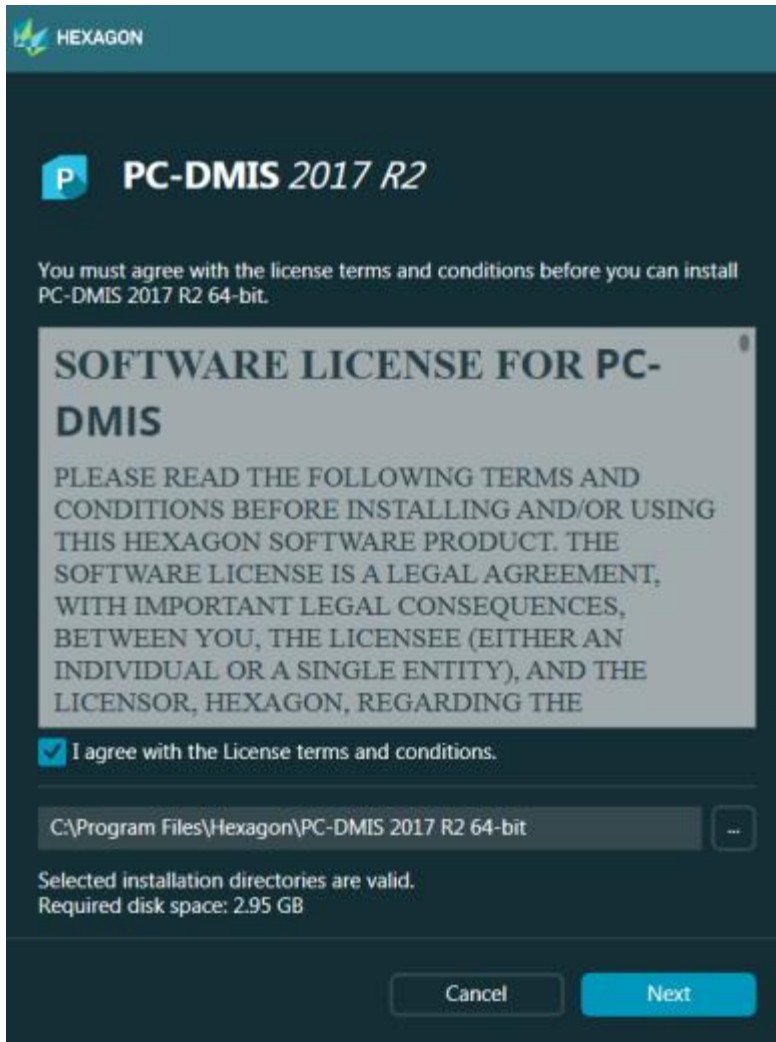 HEXAGON
P PC-DMIS 2017 R2
You must agree with the license terms and conditions before you can install
PC-DMIS 2017 R2 64-bit.
SOFTWARE LICENSE FOR PC-
DMIS
PLEASE READ THE FOLLOWING TERMS AND
CONDITIONS BEFORE INSTALLING AND/OR USING
THIS HEXAGON SOFTWARE PRODUCT. THE
SOFTWARE LICENSE IS A LEGAL AGREEMENT,
WITH IMPORTANT LEGAL CONSEQUENCES,
BETWEEN YOU, THE LICENSEE (EITHER AN
INDIVIDUAL OR A SINGLE ENTITY), AND THE
LICENSOR, HEXAGON, REGARDING THE
I agree with the License terms and conditions.
C:\Program Files\Hexagon\PC-DMIS 2017 R2 64-bit ...
Selected installation directories are valid.
Required disk space: 2.95 GB
Cancel Next